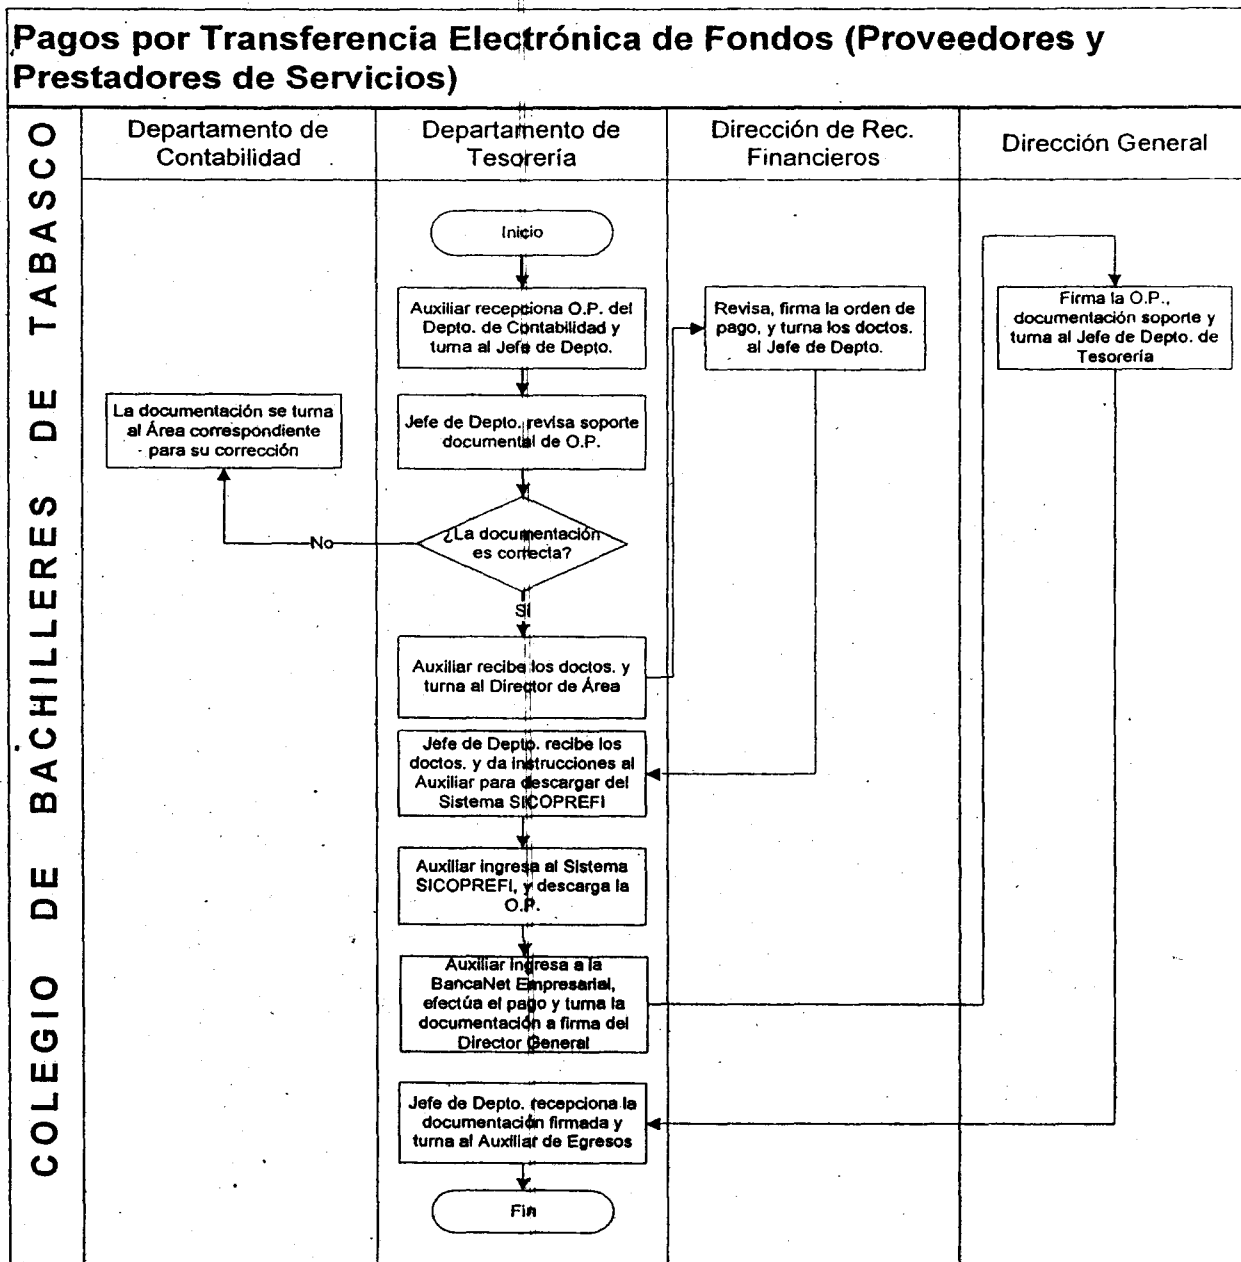 Pagos por Transferencia Electrónica de Fondos (Proveedores y
Prestadores de Servicios)
COLEGIO DE BACHILLERES DE TABASCO
Departamento de
Contabilidad
Departamento de
Tesorería
Dirección de Rec.
Financieros
Dirección General
Inicio
Auxiliar recepciona O.P. del
Depto. de Contabilidad y
turna al Jefe de Depto.
Revisa, firma la orden de
pago, y turna los doctos.
al Jefe de Depto.
Firma la O.P.,
documentación soporte y
turna al Jefe de Depto. de
Tesorería
La documentación se turna
al Área correspondiente
para su corrección
Jefe de Depto. revisa soporte
documental de O.P.
¿La documentación
es correcta?
No
Si
Auxiliar recibe los doctos. y
turna al Director de Área
Jefe de Depto. recibe los
doctos. y da instrucciones al
Auxiliar para descargar del
Sistema SICOPREFI
Auxiliar ingresa al Sistema
SICOPREFI, y descarga la
O.P.
Auxiliar ingresa a la
BancaNet Empresarial,
efectúa el pago y turna la
documentación a firma del
Director General
Jefe de Depto. recepciona la
documentación firmada y
turna al Auxiliar de Egresos
Fin